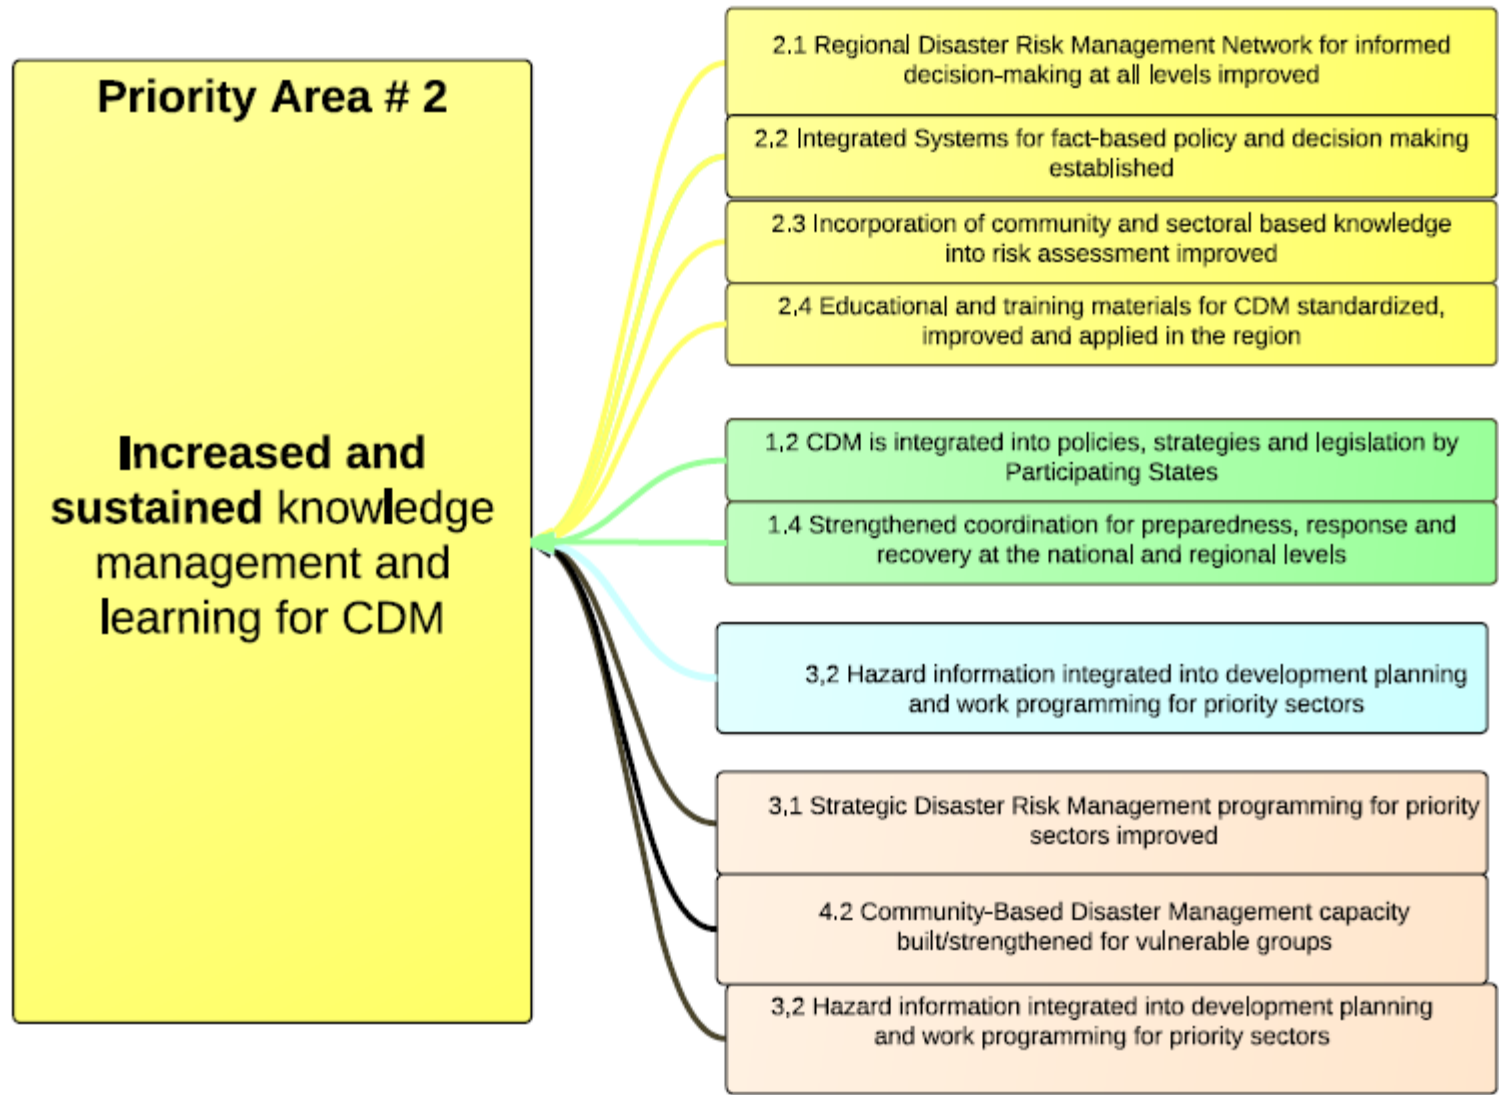 Priority Area # 2
Increased and
sustained knowledge
management and
learning for CDM
2.1 Regional Disaster Risk Management Network for informed
decision-making at all levels improved
2.2 Integrated Systems for fact-based policy and decision making
established
2.3 Incorporation of community and sectoral based knowledge
into risk assessment improved
2.4 Educational and training materials for CDM standardized,
improved and applied in the region
1.2 CDM is integrated into policies, strategies and legislation by
Participating States
1.4 Strengthened coordination for preparedness, response and
recovery at the national and regional levels
3.2 Hazard information integrated into development planning
and work programming for priority sectors
3.1 Strategic Disaster Risk Management programming for priority
sectors improved
4.2 Community-Based Disaster Management capacity
built/strengthened for vulnerable groups
3.2 Hazard information integrated into development planning
and work programming for priority sectors